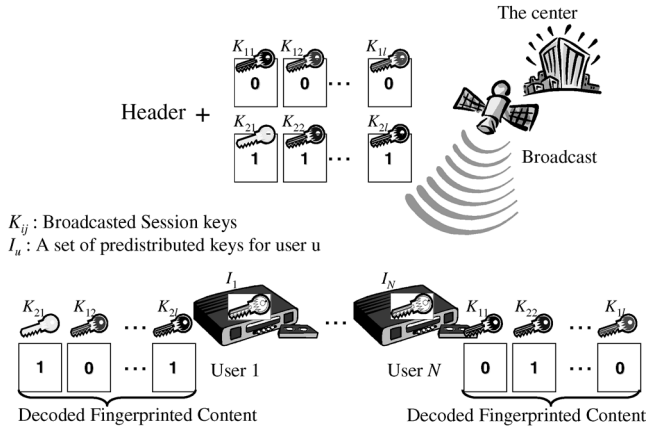 The center
K11 K12 K1l
0 0 ... 0
Header +
K21 K22 K2l
1 1 ... 1
Broadcast
Kij : Broadcasted Session keys
Iu : A set of predistributed keys for user u
I1 IN
K21 K12 ... K2l
... K11 K22 ... K1l
1 0 ... 1
User 1 User N
0 1 ... 0
Decoded Fingerprinted Content Decoded Fingerprinted Content